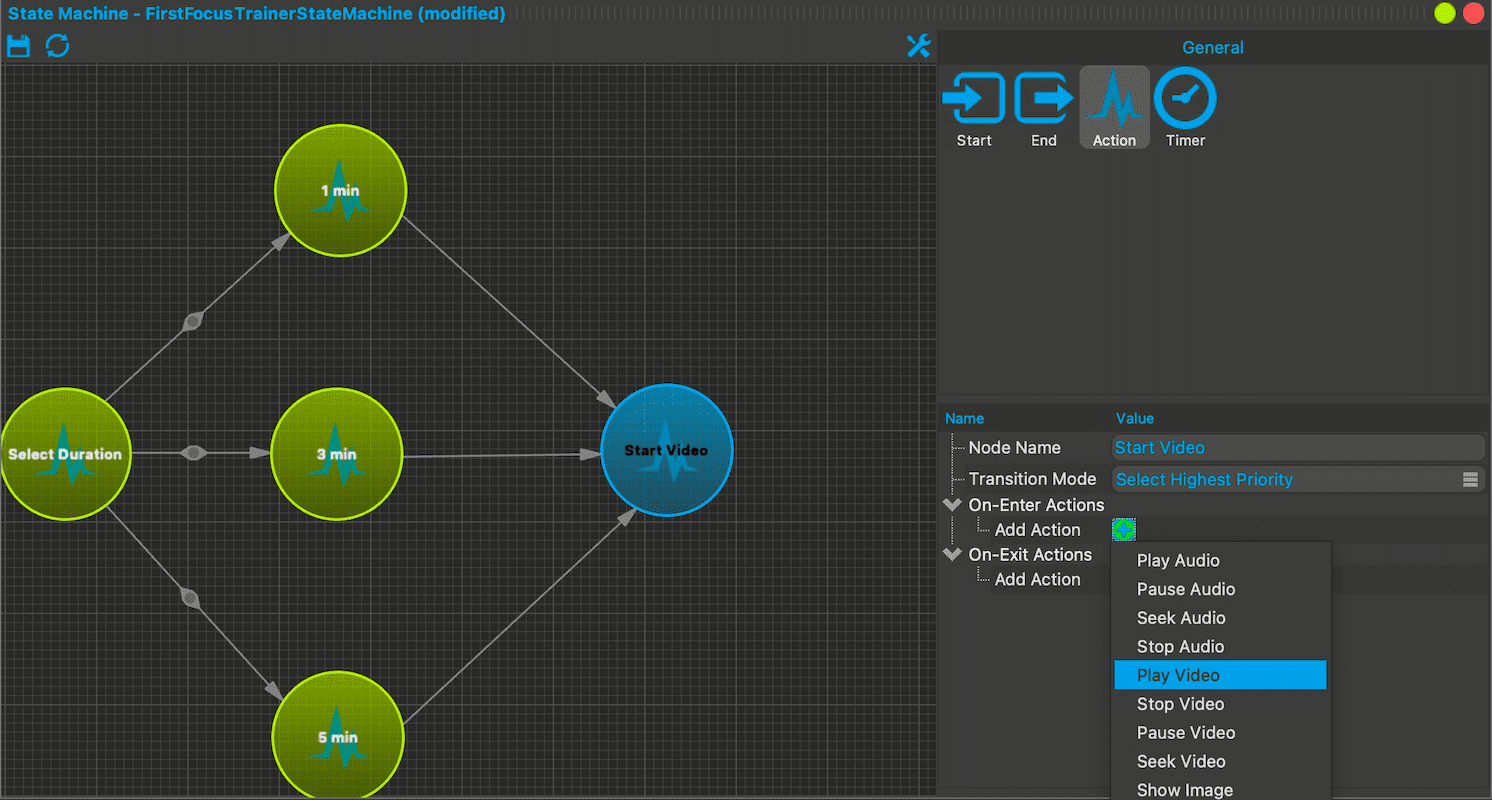 State Machine - FirstFocusTrainerStateMachine (modified)
General
Start
End
Action
Timer
1 min
Select Duration
3 min
Start Video
5 min
Name Value
Node Name Start Video
Transition Mode Select Highest Priority
On-Enter Actions
Add Action
On-Exit Actions
Add Action
Play Audio
Pause Audio
Seek Audio
Stop Audio
Play Video
Stop Video
Pause Video
Seek Video
Show Image